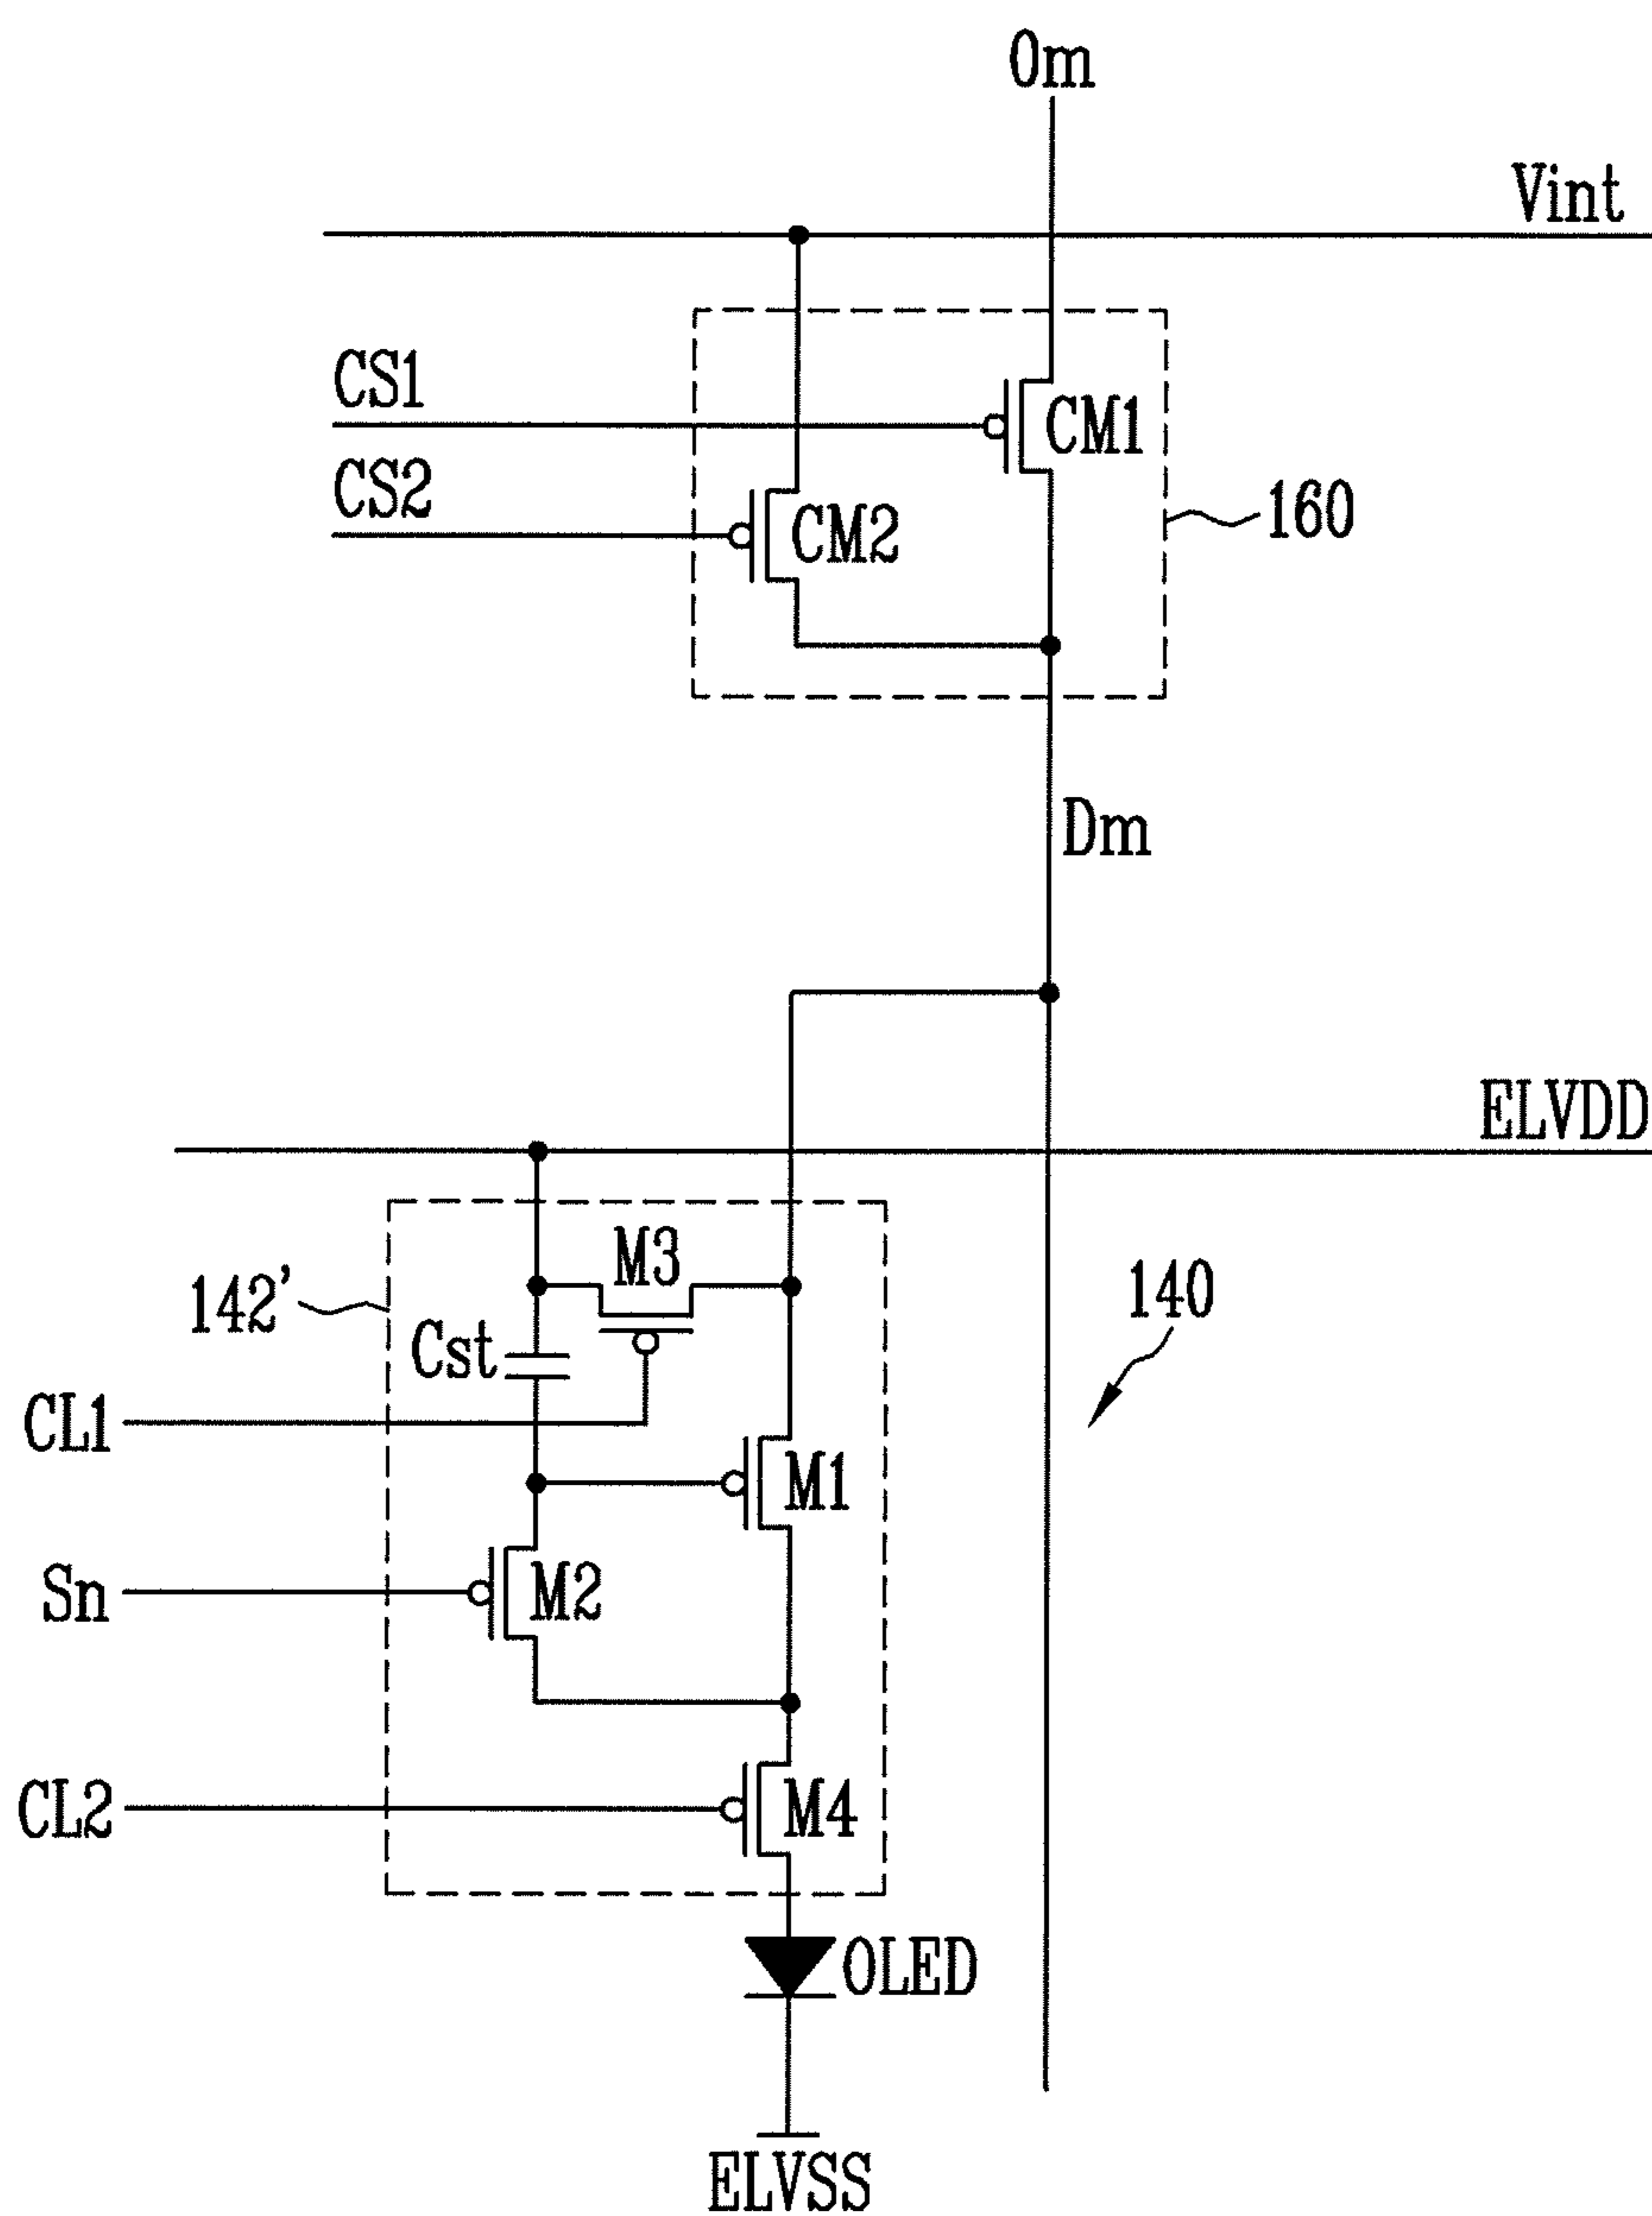 0m
Vint
CS1
CM1
CS2
CM2
160
Dm
ELVDD
M3
142'
140
Cst
CL1
M1
Sn
M2
CL2
M4
OLED
ELVSS